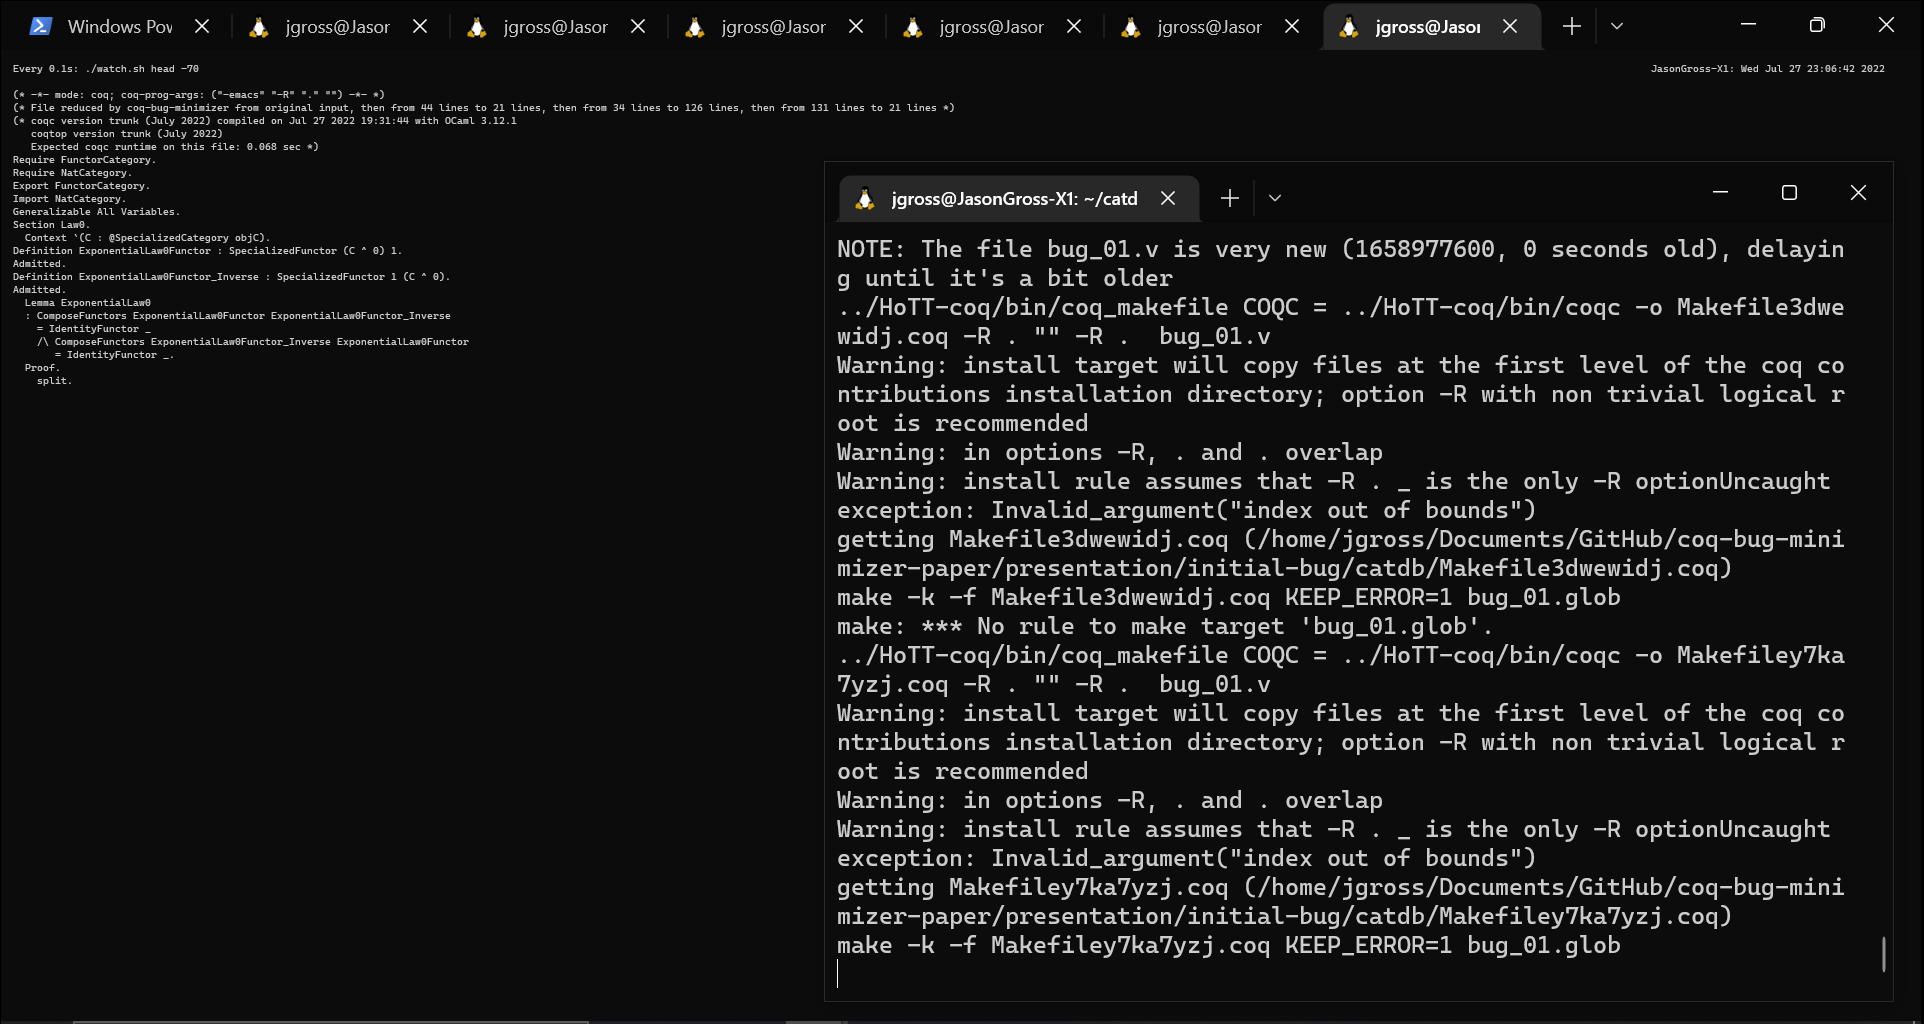 Windows Pov
jgross@Jasor
jgross@Jasor
jgross@Jasor
jgross@Jasor
jgross@Jasor
jgross@Jasor
Every 0.1s: ./watch.sh head -70
JasonGross-X1: Wed Jul 27 23:06:42 2022
(* -*- mode: coq; coq-prog-args: ("-emacs" "-R" "." "") -*- *)
(* File reduced by coq-bug-minimizer from original input, then from 44 lines to 21 lines, then from 34 lines to 126 lines, then from 131 lines to 21 lines *)
(* coqc version trunk (July 2022) compiled on Jul 27 2022 19:31:44 with OCaml 3.12.1
   coqtop version trunk (July 2022)
   Expected coqc runtime on this file: 0.068 sec *)
Require FunctorCategory.
Require NatCategory.
Export FunctorCategory.
Import NatCategory.
Generalizable All Variables.
Section Law0.
  Context `(C : @SpecializedCategory objC).
Definition ExponentialLaw0Functor : SpecializedFunctor (C ^ 0) 1.
Admitted.
Definition ExponentialLaw0Functor_Inverse : SpecializedFunctor 1 (C ^ 0).
Admitted.
  Lemma ExponentialLaw0
  : ComposeFunctors ExponentialLaw0Functor ExponentialLaw0Functor_Inverse
    = IdentityFunctor _
    /\ ComposeFunctors ExponentialLaw0Functor_Inverse ExponentialLaw0Functor
       = IdentityFunctor _.
  Proof.
    split.
jgross@JasonGross-X1: ~/catd
NOTE: The file bug_01.v is very new (1658977600, 0 seconds old), delayin
g until it's a bit older
../HoTT-coq/bin/coq_makefile COQC = ../HoTT-coq/bin/coqc -o Makefile3dwe
widj.coq -R . "" -R .  bug_01.v
Warning: install target will copy files at the first level of the coq co
ntributions installation directory; option -R with non trivial logical r
oot is recommended
Warning: in options -R, . and . overlap
Warning: install rule assumes that -R . _ is the only -R optionUncaught
exception: Invalid_argument("index out of bounds")
getting Makefile3dwewidj.coq (/home/jgross/Documents/GitHub/coq-bug-mini
mizer-paper/presentation/initial-bug/catdb/Makefile3dwewidj.coq)
make -k -f Makefile3dwewidj.coq KEEP_ERROR=1 bug_01.glob
make: *** No rule to make target 'bug_01.glob'.
../HoTT-coq/bin/coq_makefile COQC = ../HoTT-coq/bin/coqc -o Makefiley7ka
7yzj.coq -R . "" -R .  bug_01.v
Warning: install target will copy files at the first level of the coq co
ntributions installation directory; option -R with non trivial logical r
oot is recommended
Warning: in options -R, . and . overlap
Warning: install rule assumes that -R . _ is the only -R optionUncaught
exception: Invalid_argument("index out of bounds")
getting Makefiley7ka7yzj.coq (/home/jgross/Documents/GitHub/coq-bug-mini
mizer-paper/presentation/initial-bug/catdb/Makefiley7ka7yzj.coq)
make -k -f Makefiley7ka7yzj.coq KEEP_ERROR=1 bug_01.glob